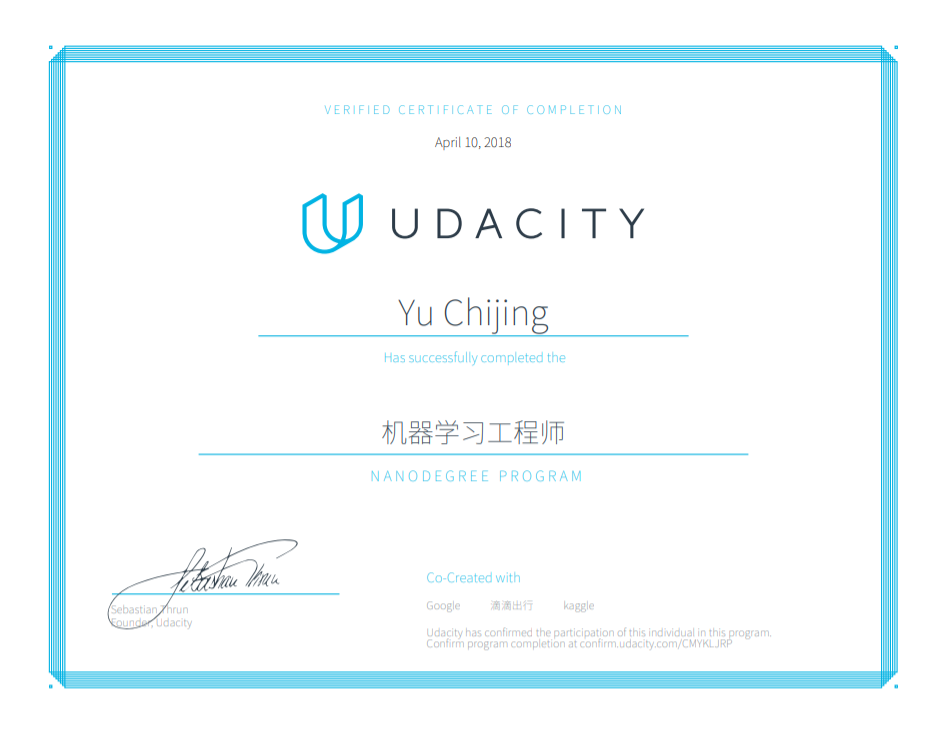 VERIFIED CERTIFICATE OF COMPLETION
April 10, 2018
UDACITY
Yu Chijing
Has successfully completed the
机器学习工程师
NANODEGREE PROGRAM
Sebastian Thrun
Sebastian Thrun
Founder, Udacity
Co-Created with
Google 滴滴出行 kaggle
Udacity has confirmed the participation of this individual in this program.
Confirm program completion at confirm.udacity.com/CMYKLJRP